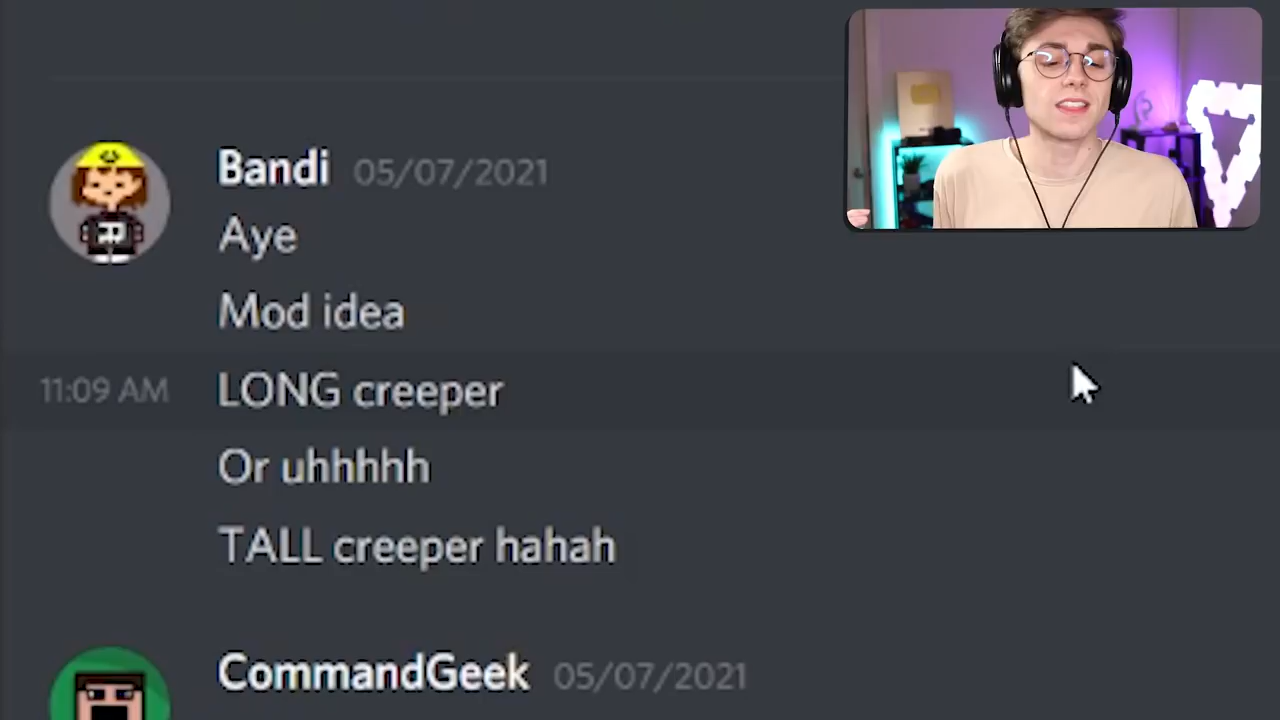 Bandi 05/07/2021
Aye
Mod idea
11:09 AM LONG creeper
Or uhhhhh
TALL creeper hahah
CommandGeek 05/07/2021